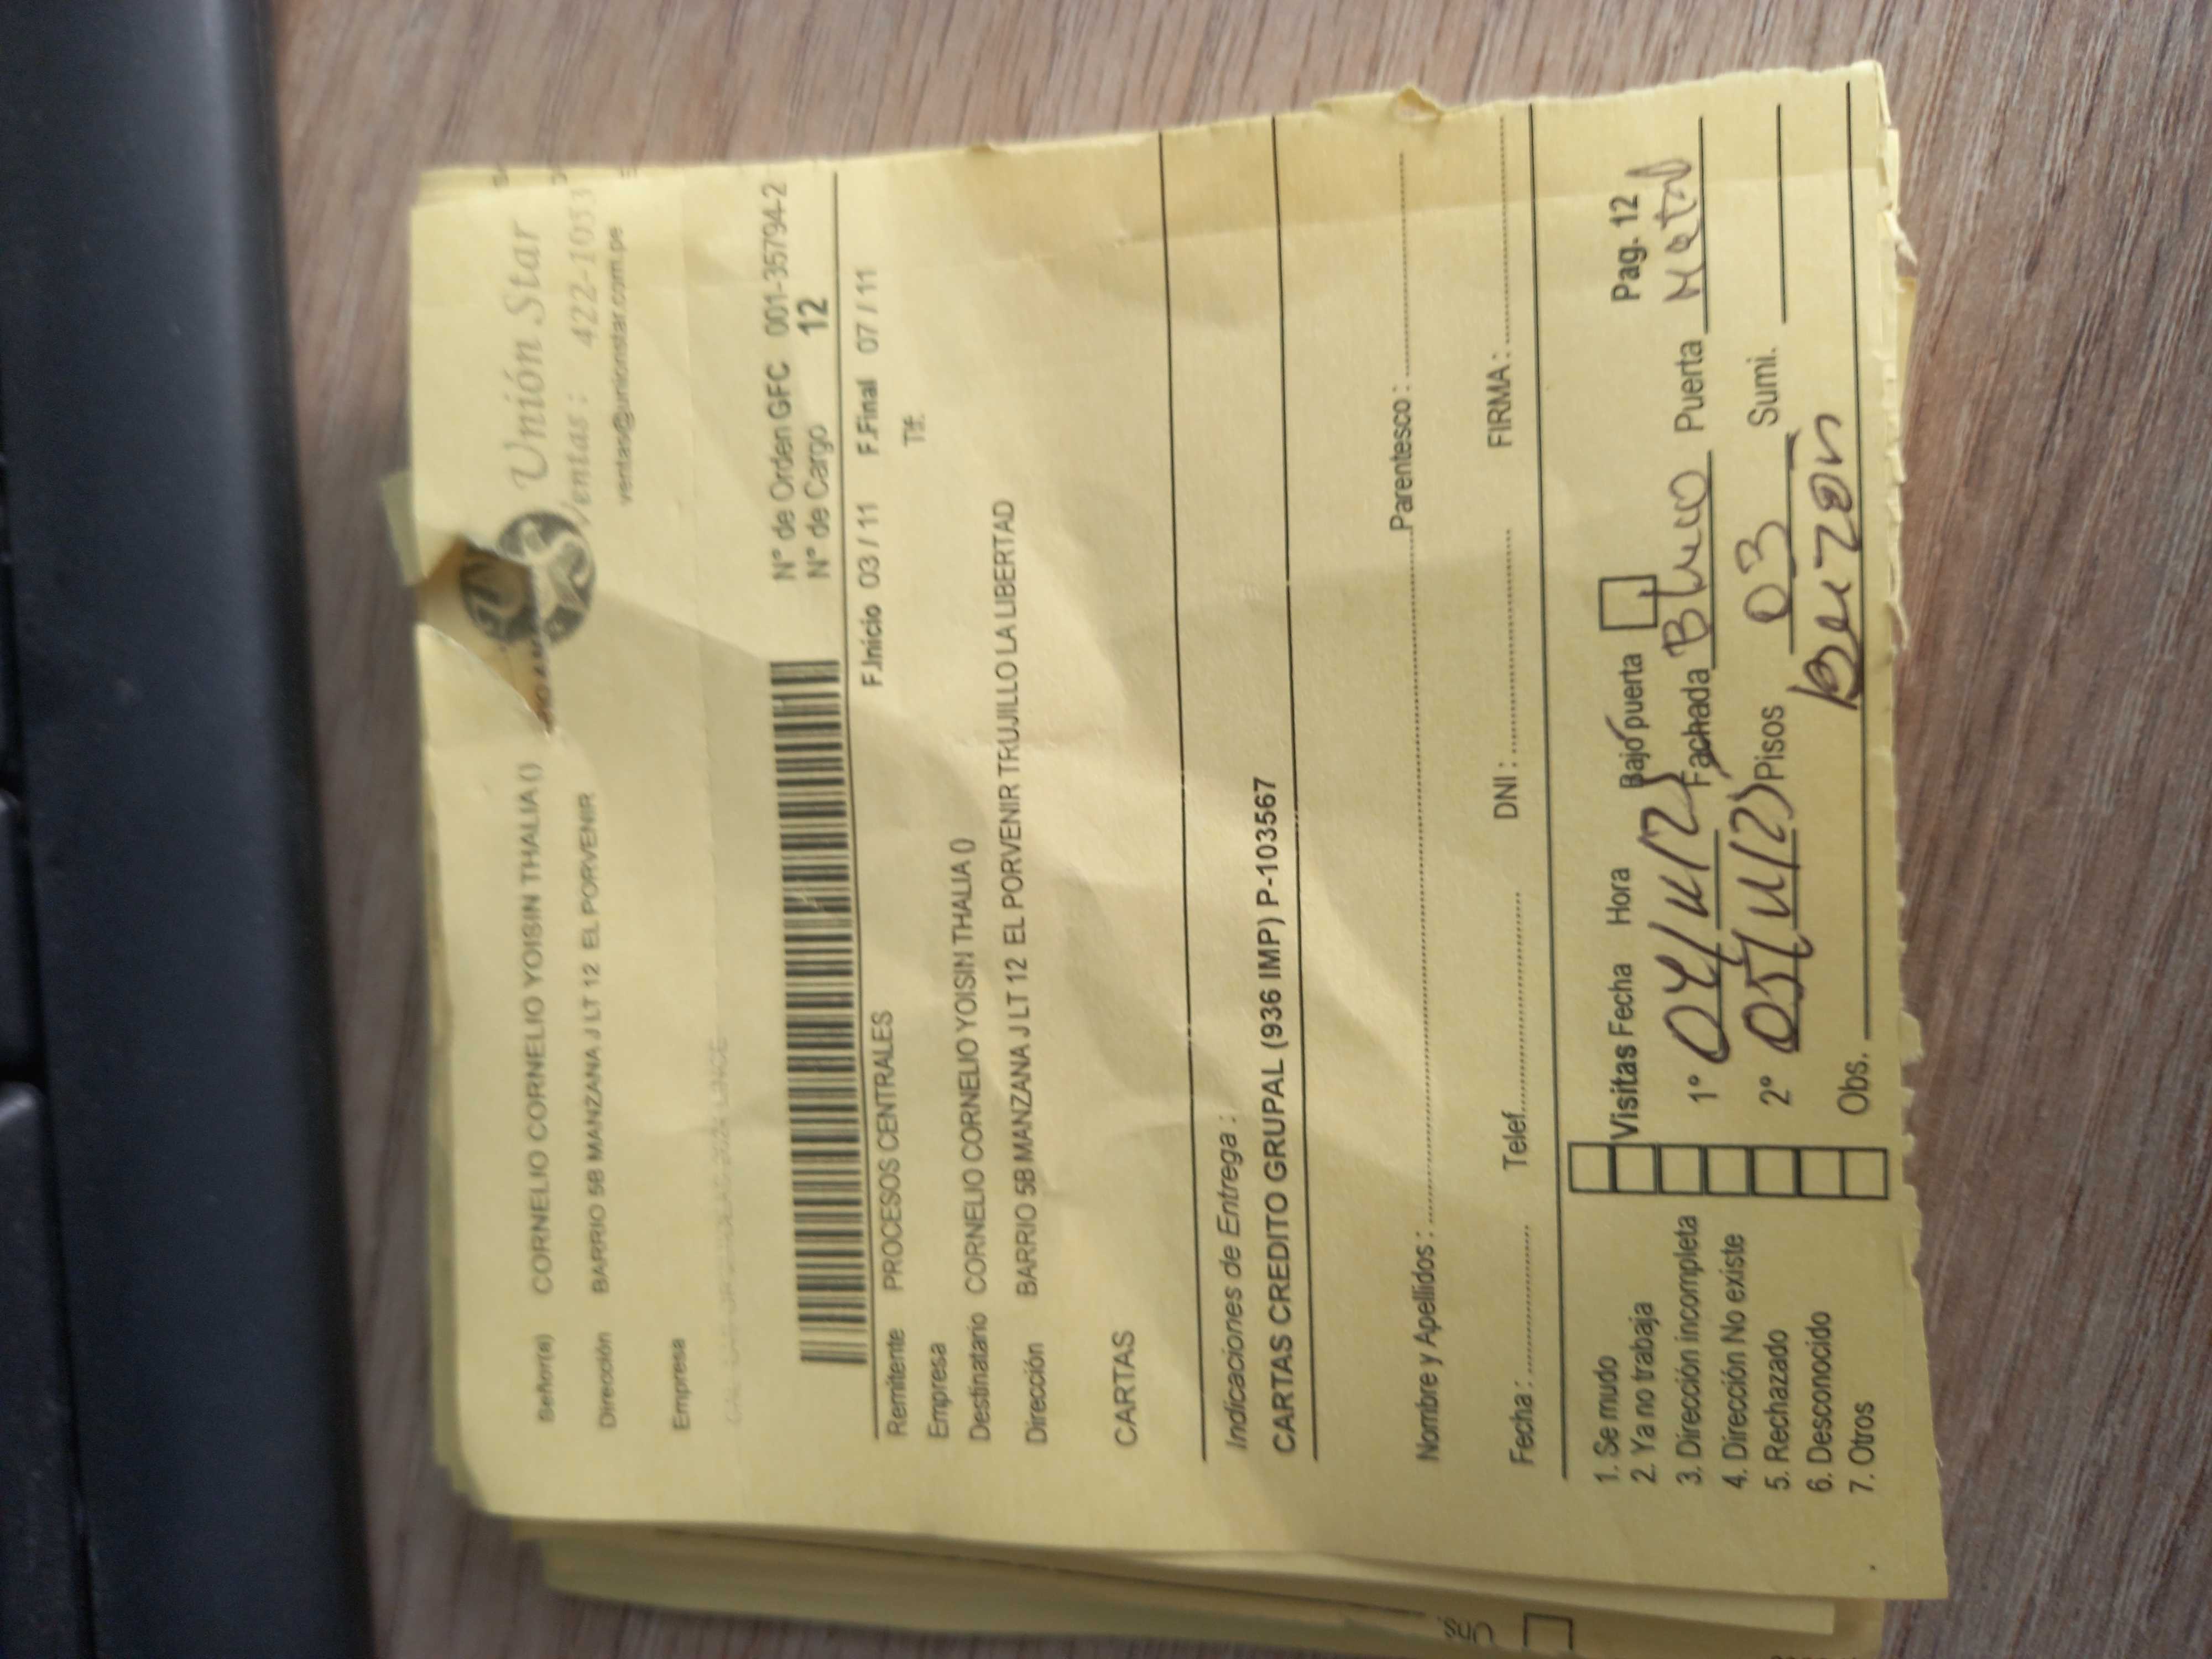 Unión Star
Ventas : 422-1053
ventas@unionstar.com.pe
Señor(a) CORNELIO CORNELIO YOISIN THALIA ()
Dirección BARRIO 5B MANZANA J LT 12 EL PORVENIR
Empresa
N° de Orden GFC 001-35794-2
N° de Cargo 12
Remitente PROCESOS CENTRALES F.Inicio 03 / 11 F.Final 07 / 11
Empresa Tlf.
Destinatario CORNELIO CORNELIO YOISIN THALIA ()
Dirección BARRIO 5B MANZANA J LT 12 EL PORVENIR TRUJILLO LA LIBERTAD
CARTAS
Indicaciones de Entrega :
CARTAS CREDITO GRUPAL (936 IMP) P-103567
Nombre y Apellidos : Parentesco :
Fecha : Telef. DNI : FIRMA :
1. Se mudo
2. Ya no trabaja Visitas Fecha Hora Bajo puerta Pag. 12
3. Dirección incompleta 1° 04/11/25 Fachada Blanco Puerta Metal
4. Dirección No existe
5. Rechazado 2° 05/11/25 Pisos 03 Sumi.
6. Desconocido
7. Otros Obs. Buzón